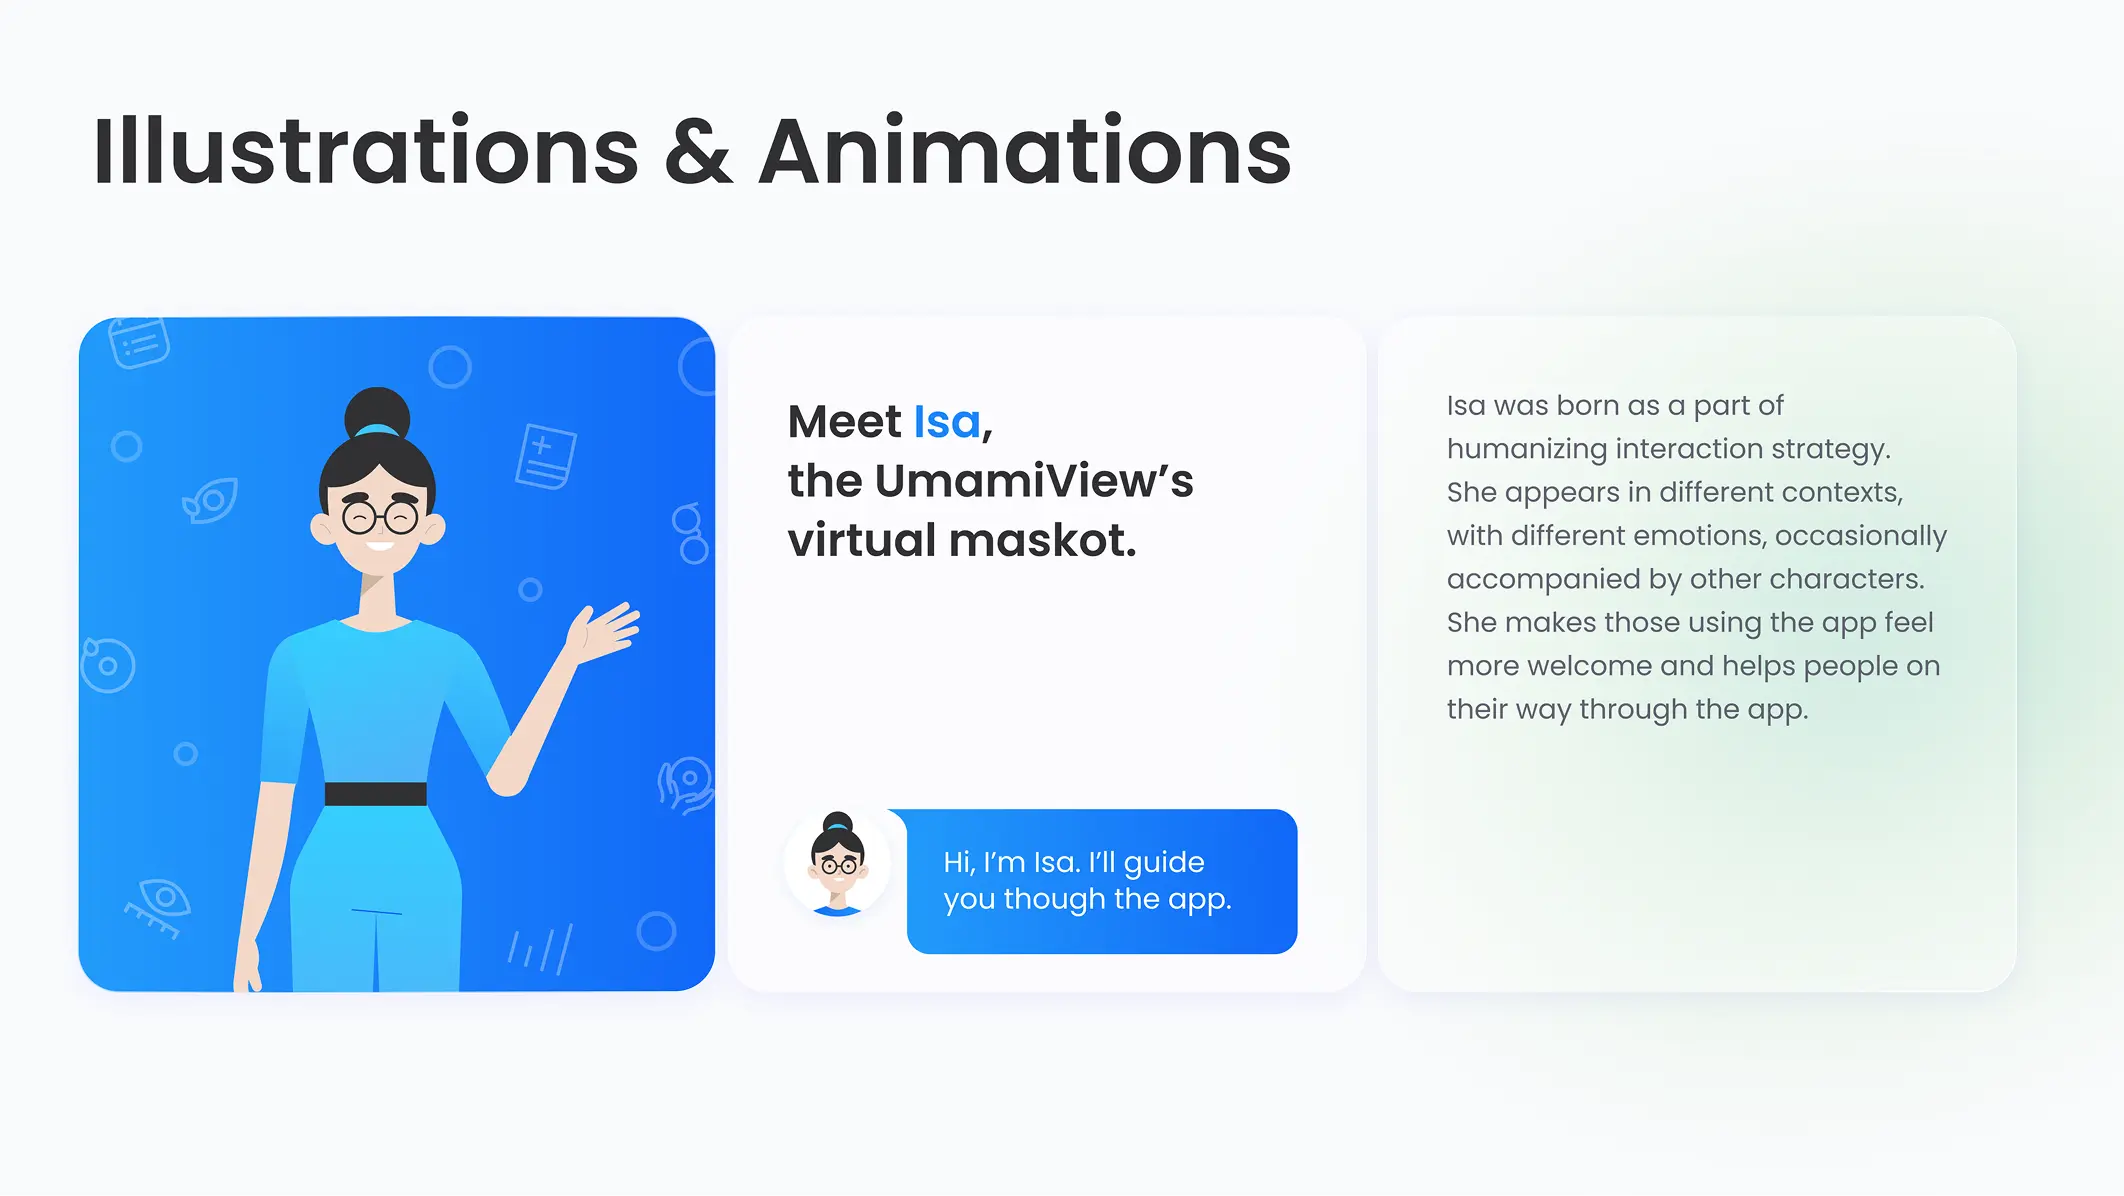 Illustrations & Animations
Meet Isa,
the UmamiView’s
virtual maskot.
Hi, I’m Isa. I’ll guide
you though the app.
Isa was born as a part of
humanizing interaction strategy.
She appears in different contexts,
with different emotions, occasionally
accompanied by other characters.
She makes those using the app feel
more welcome and helps people on
their way through the app.